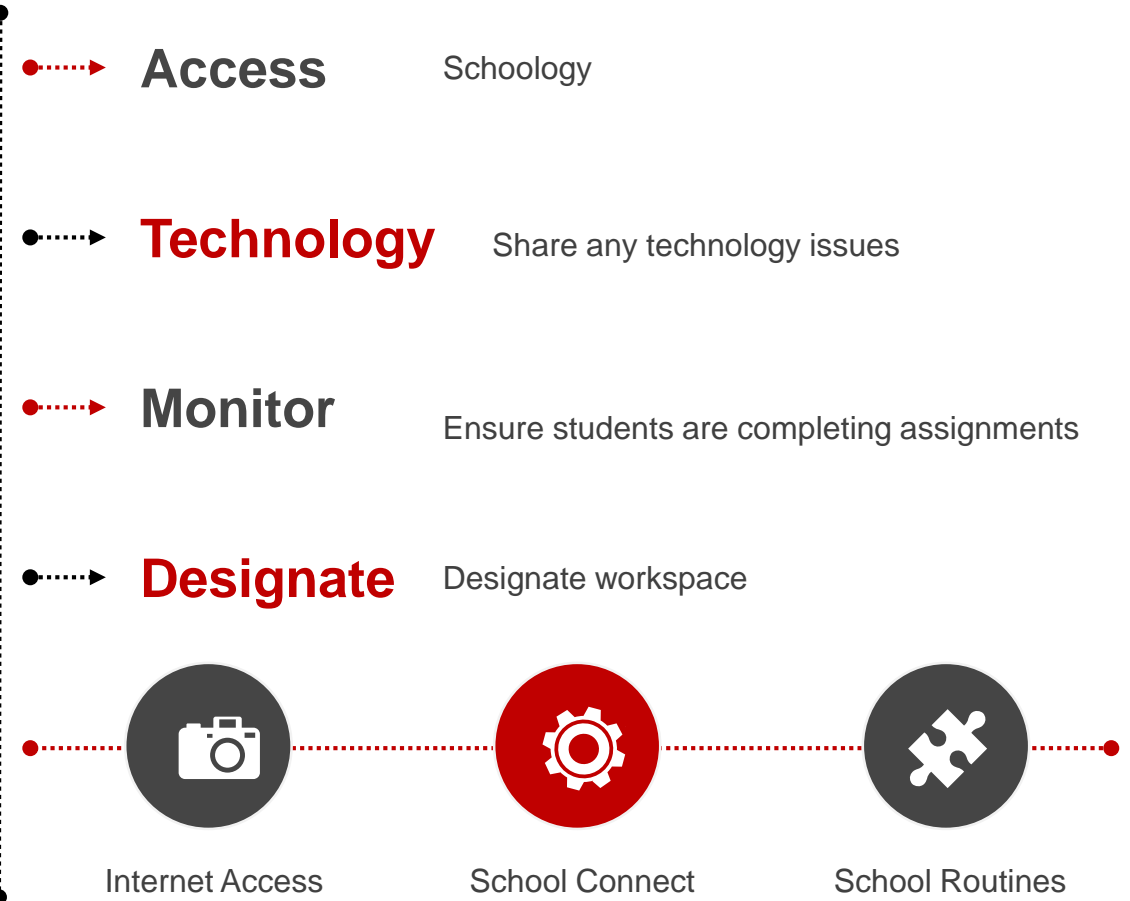 Access
Schoology
Technology
Share any technology issues
Monitor
Ensure students are completing assignments
Designate
Designate workspace
Internet Access
School Connect
School Routines